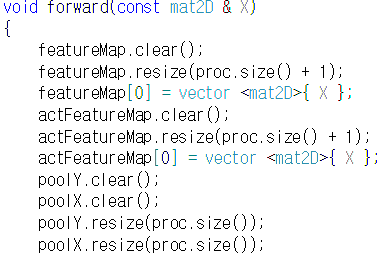 void forward(const mat2D & X)
{
featureMap.clear();
featureMap.resize(proc.size() + 1);
featureMap[0] = vector <mat2D>{ X };
actFeatureMap.clear();
actFeatureMap.resize(proc.size() + 1);
actFeatureMap[0] = vector <mat2D>{ X };
poolY.clear();
poolX.clear();
poolY.resize(proc.size());
poolX.resize(proc.size());